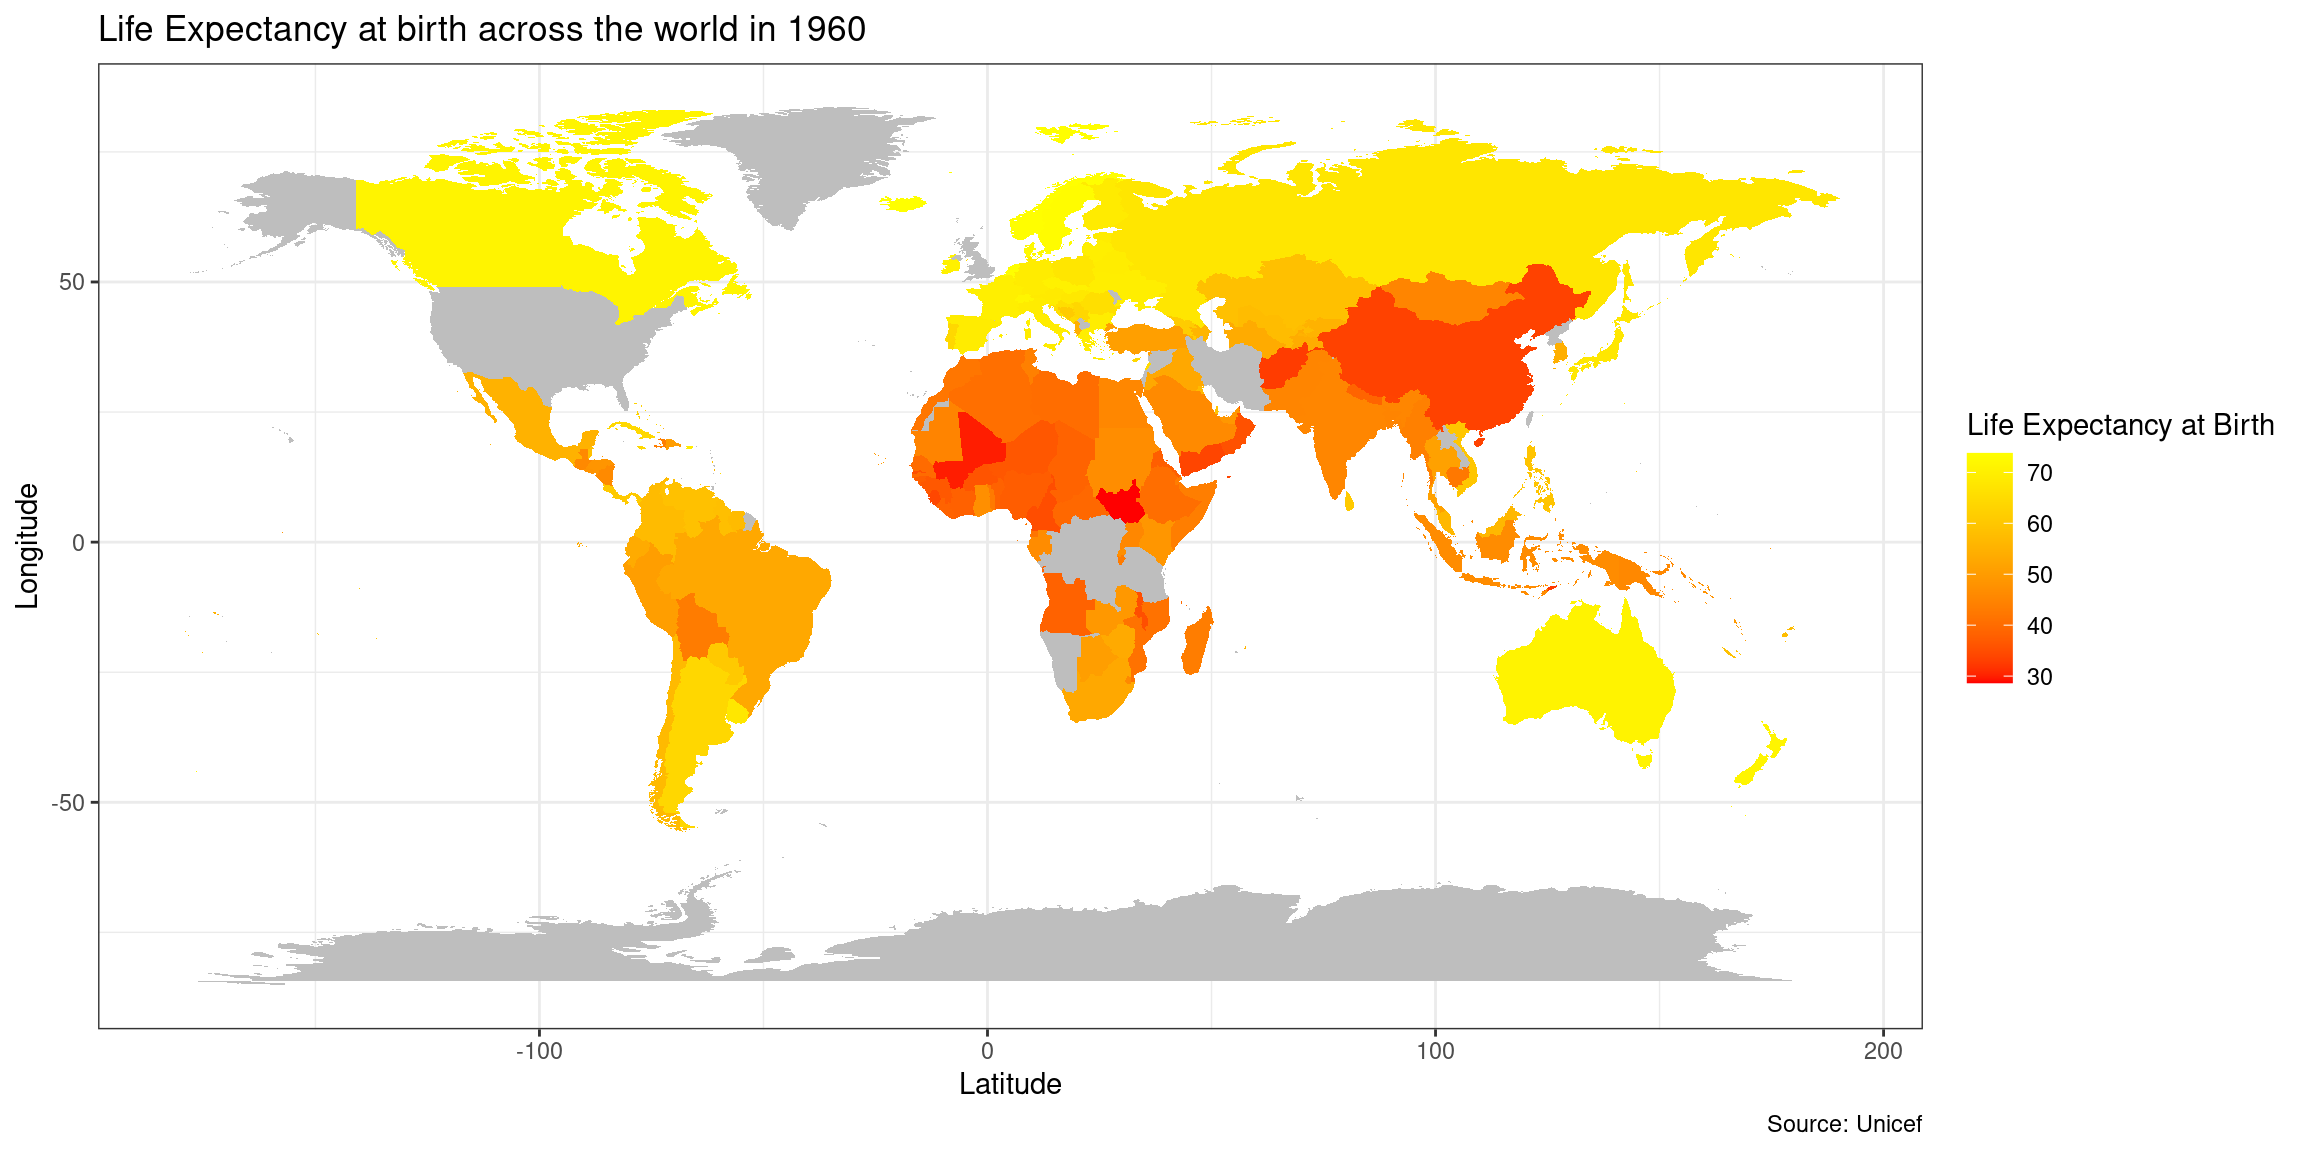 Life Expectancy at birth across the world in 1960
Longitude
50
0
-50
-100
0
100
200
Latitude
Life Expectancy at Birth
70
60
50
40
30
Source: Unicef